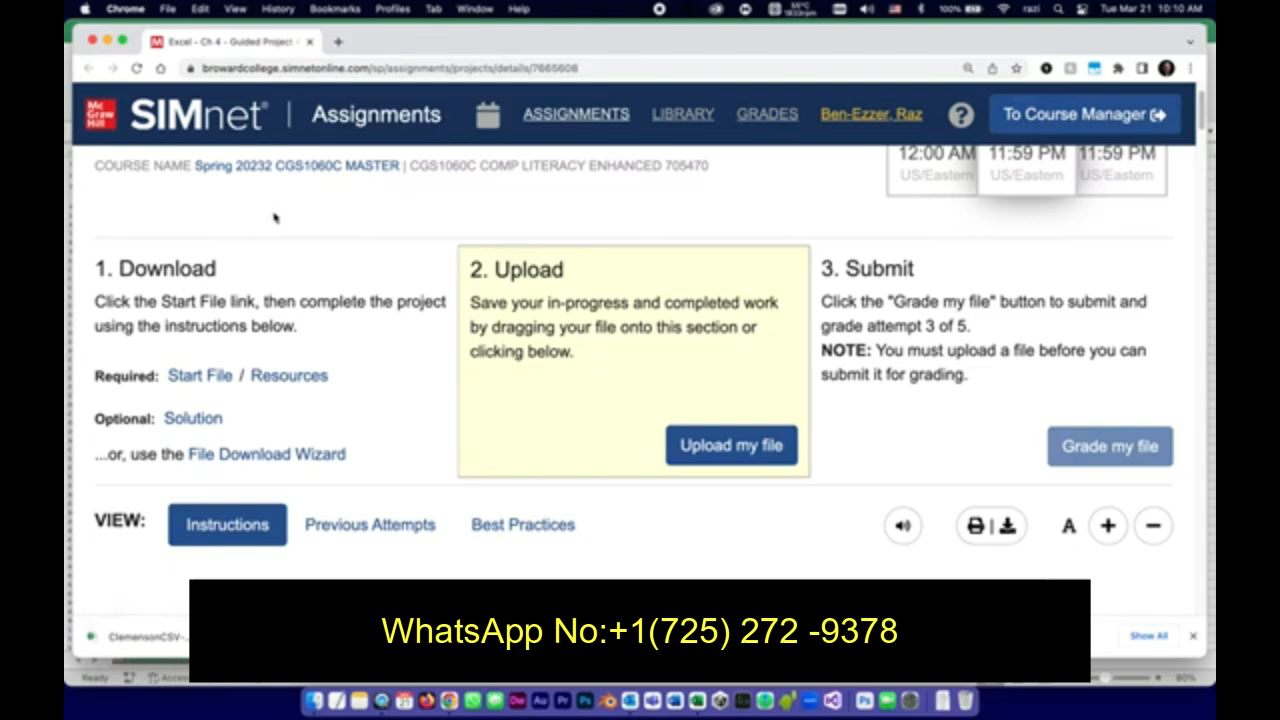 Chrome File Edit View History Bookmarks Profiles Tab Window Help 100% razi Tue Mar 21 10:10 AM
Excel - Ch 4 - Guided Project
browardcollege.simnetonline.com/sp/assignments/projects/details/7665608
Mc Graw Hill SIMnet® | Assignments ASSIGNMENTS LIBRARY GRADES Ben-Ezzer, Raz ? To Course Manager
12:00 AM 11:59 PM 11:59 PM
COURSE NAME Spring 20232 CGS1060C MASTER | CGS1060C COMP LITERACY ENHANCED 705470
US/Eastern US/Eastern US/Eastern
1. Download
Click the Start File link, then complete the project
using the instructions below.
Required: Start File / Resources
Optional: Solution
...or, use the File Download Wizard
2. Upload
Save your in-progress and completed work
by dragging your file onto this section or
clicking below.
Upload my file
3. Submit
Click the "Grade my file" button to submit and
grade attempt 3 of 5.
NOTE: You must upload a file before you can
submit it for grading.
Grade my file
VIEW: Instructions Previous Attempts Best Practices A + −
WhatsApp No:+1(725) 272 -9378
ClemensonCSV-... Show All
Ready 80%